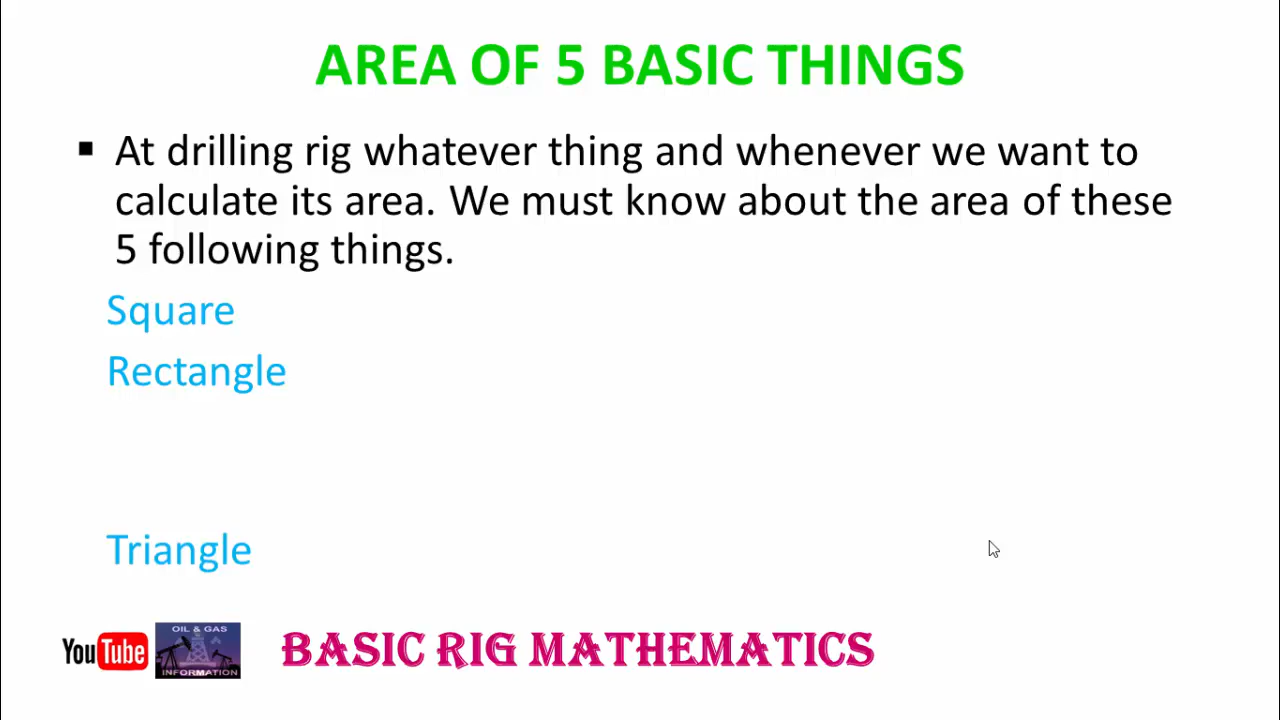 AREA OF 5 BASIC THINGS
▪ At drilling rig whatever thing and whenever we want to
calculate its area. We must know about the area of these
5 following things.
Square
Rectangle
Triangle
YouTube
OIL & GAS
INFORMATION
BASIC RIG MATHEMATICS